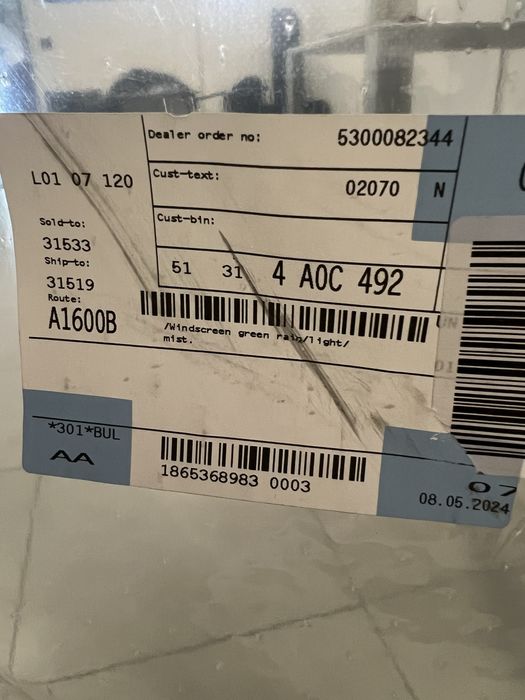 Dealer order no: 5300082344
L01 07 120
Cust-text: 02070 N
Cust-bin:
Sold-to:
31533
51 31 4 A0C 492
Ship-to:
31519
Route:
A1600B
/Windscreen green rain/light/
mist.
*301*BUL
AA
1865368983 0003
07
08.05.2024